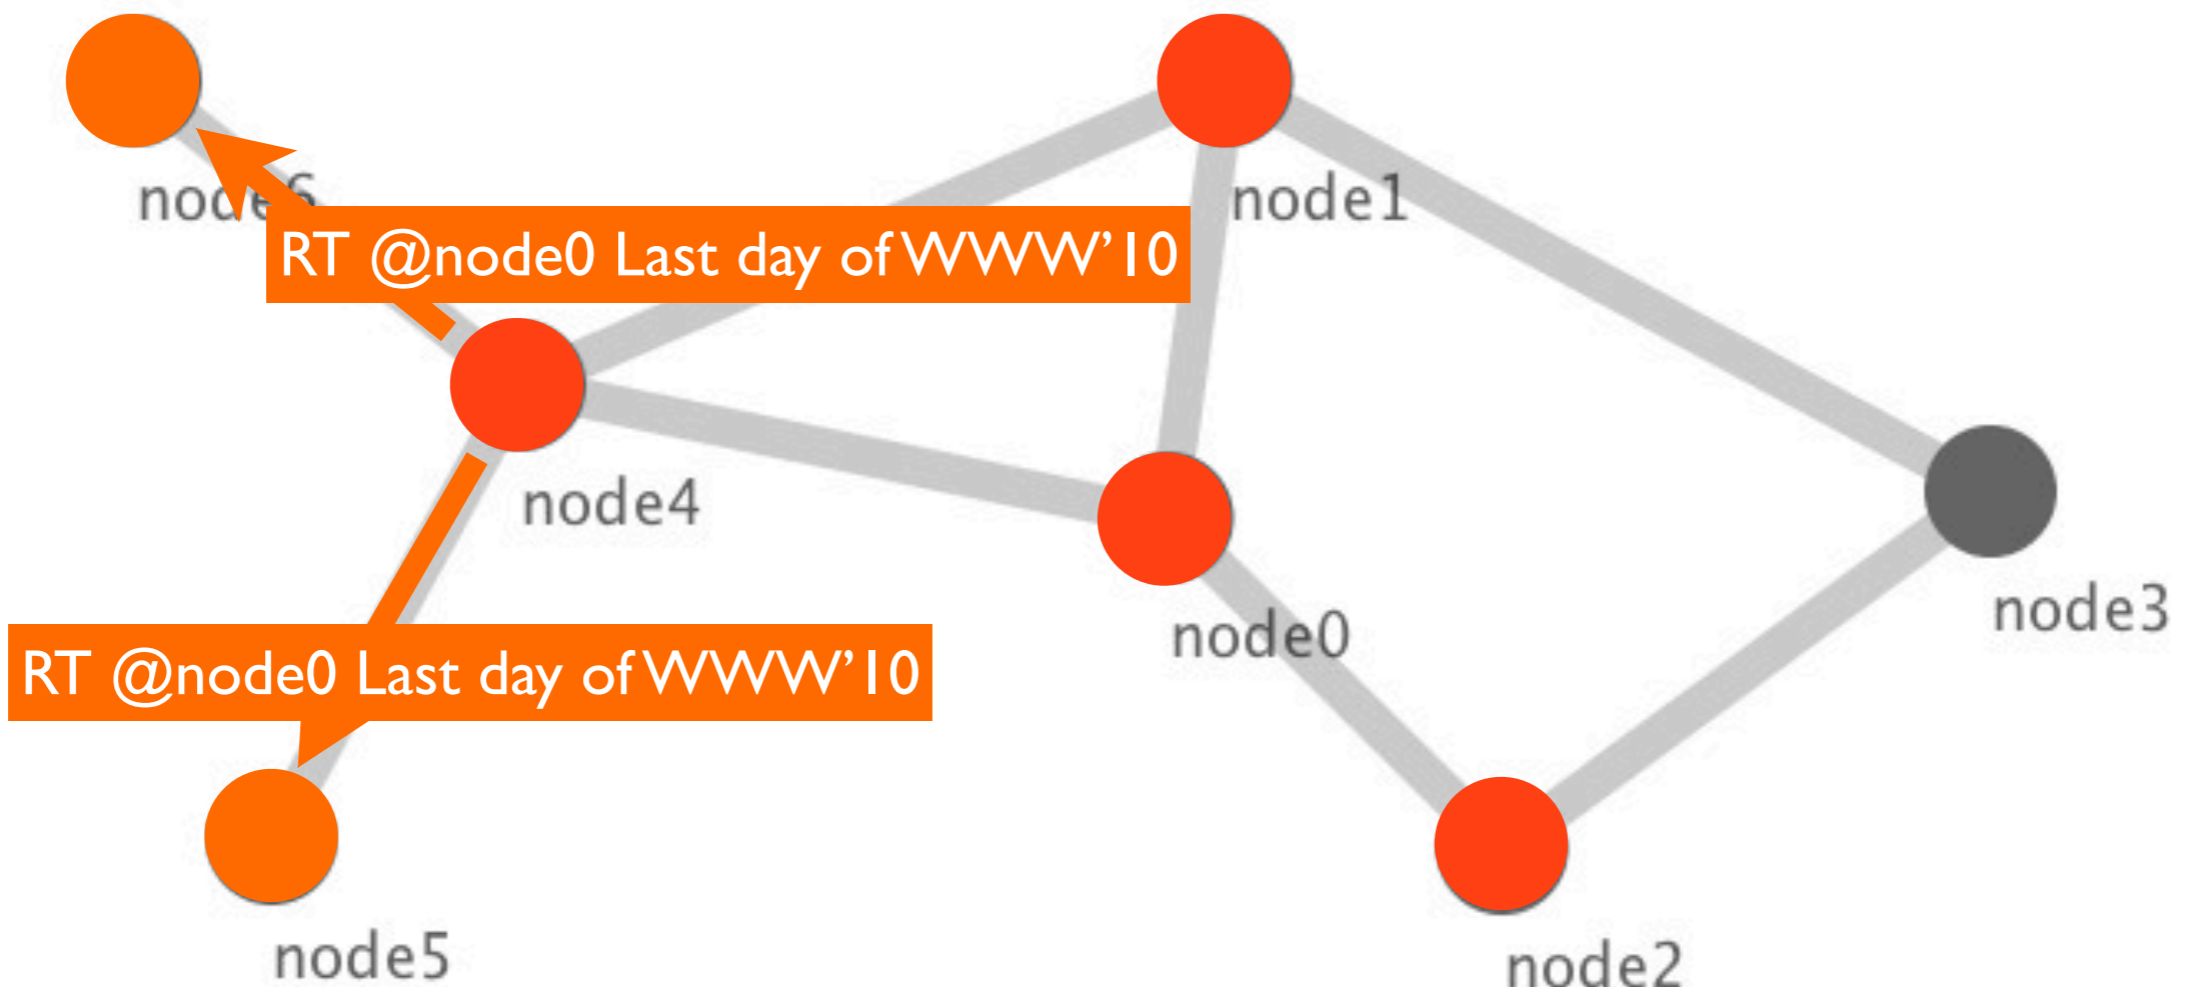 node6
node1
RT @node0 Last day of WWW’10
node4
node3
node0
RT @node0 Last day of WWW’10
node5
node2